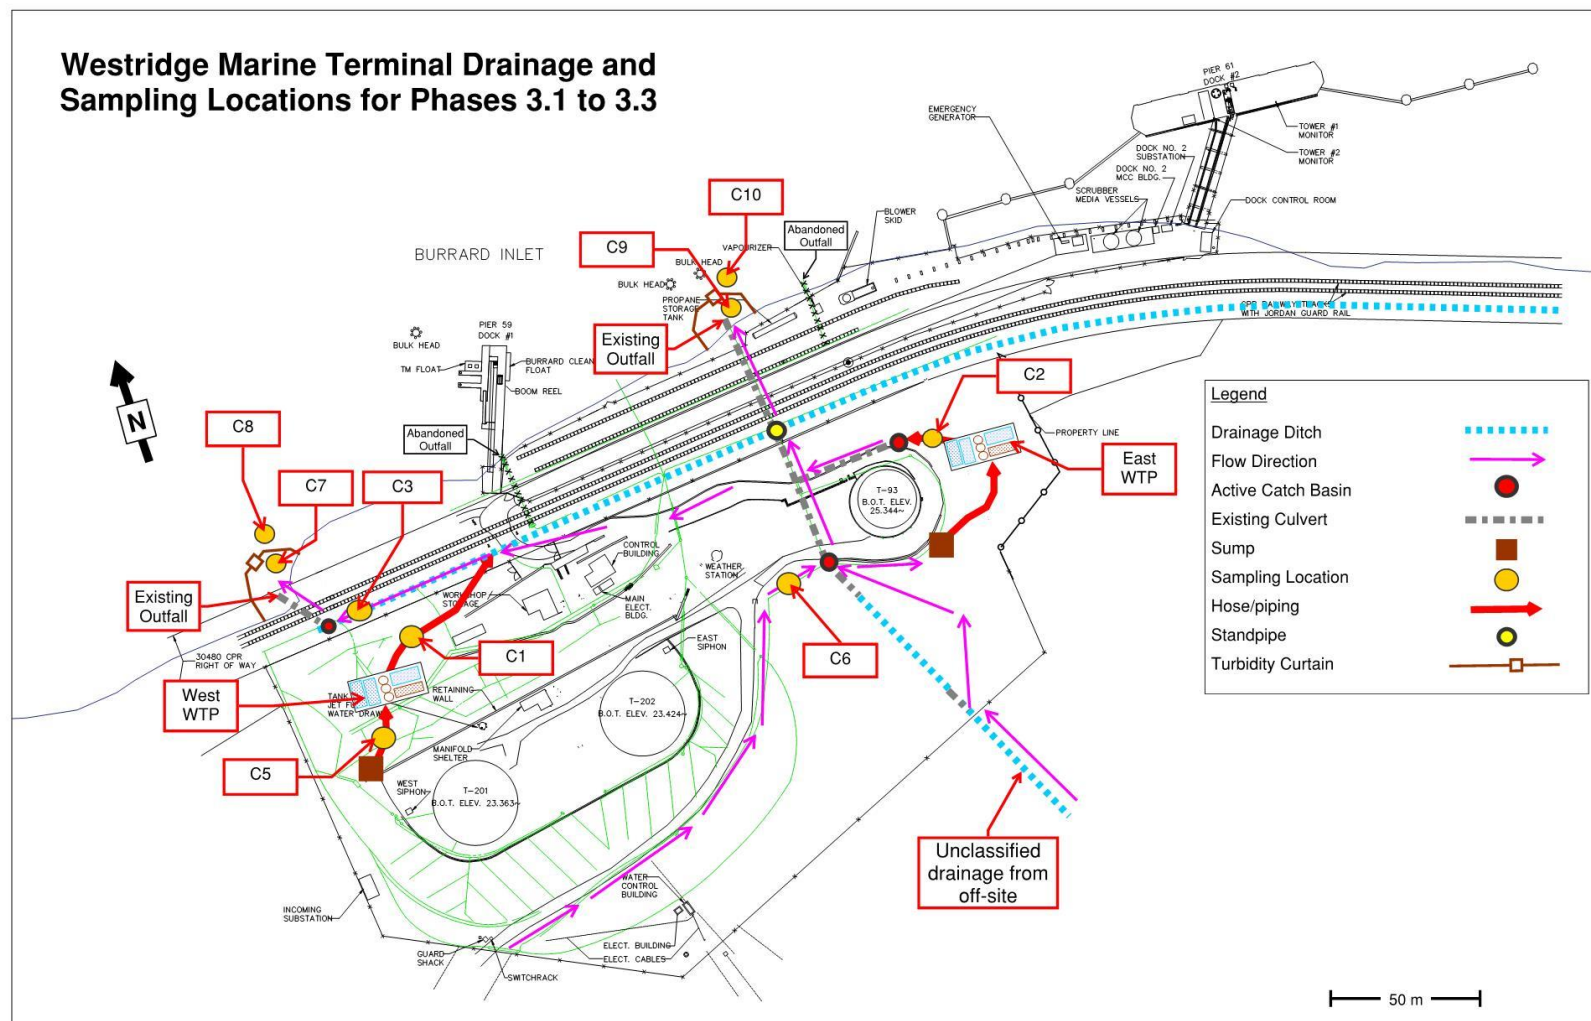 Westridge Marine Terminal Drainage and
Sampling Locations for Phases 3.1 to 3.3
PIER 61
DOCK #2
EMERGENCY
GENERATOR
TOWER #1
MONITOR
TOWER #2
MONITOR
DOCK NO. 2
SUBSTATION
DOCK NO. 2
MCC BLDG.
SCRUBBER
MEDIA VESSELS
DOCK CONTROL ROOM
C10
BLOWER
SKID
Abandoned
Outfall
C9
VAPOURIZER
BURRARD INLET
BULK HEAD
BULK HEAD
PROPANE
STORAGE
TANK
CPR RAILWAY TRACKS
WITH JORDAN GUARD RAIL
Existing
Outfall
PIER 59
DOCK #1
BULK HEAD
TM FLOAT
BURRARD CLEAN
FLOAT
BOOM REEL
C2
N
C8
Abandoned
Outfall
PROPERTY LINE
East
WTP
C7
C3
T-93
B.O.T. ELEV.
25.344~
CONTROL
BUILDING
WEATHER
STATION
Existing
Outfall
WORKSHOP
STORAGE
MAIN
ELECT.
BLDG.
30480 CPR
RIGHT OF WAY
C1
EAST
SIPHON
C6
West
WTP
TANK
JET F
WATER DRAW
RETAINING
WALL
T-202
B.O.T. ELEV. 23.424~
MANIFOLD
SHELTER
C5
WEST
SIPHON
T-201
B.O.T. ELEV. 23.363~
Unclassified
drainage from
off-site
WATER
CONTROL
BUILDING
INCOMING
SUBSTATION
GUARD
SHACK
SWITCHRACK
ELECT. BUILDING
ELECT. CABLES
Legend
Drainage Ditch
Flow Direction
Active Catch Basin
Existing Culvert
Sump
Sampling Location
Hose/piping
Standpipe
Turbidity Curtain
50 m